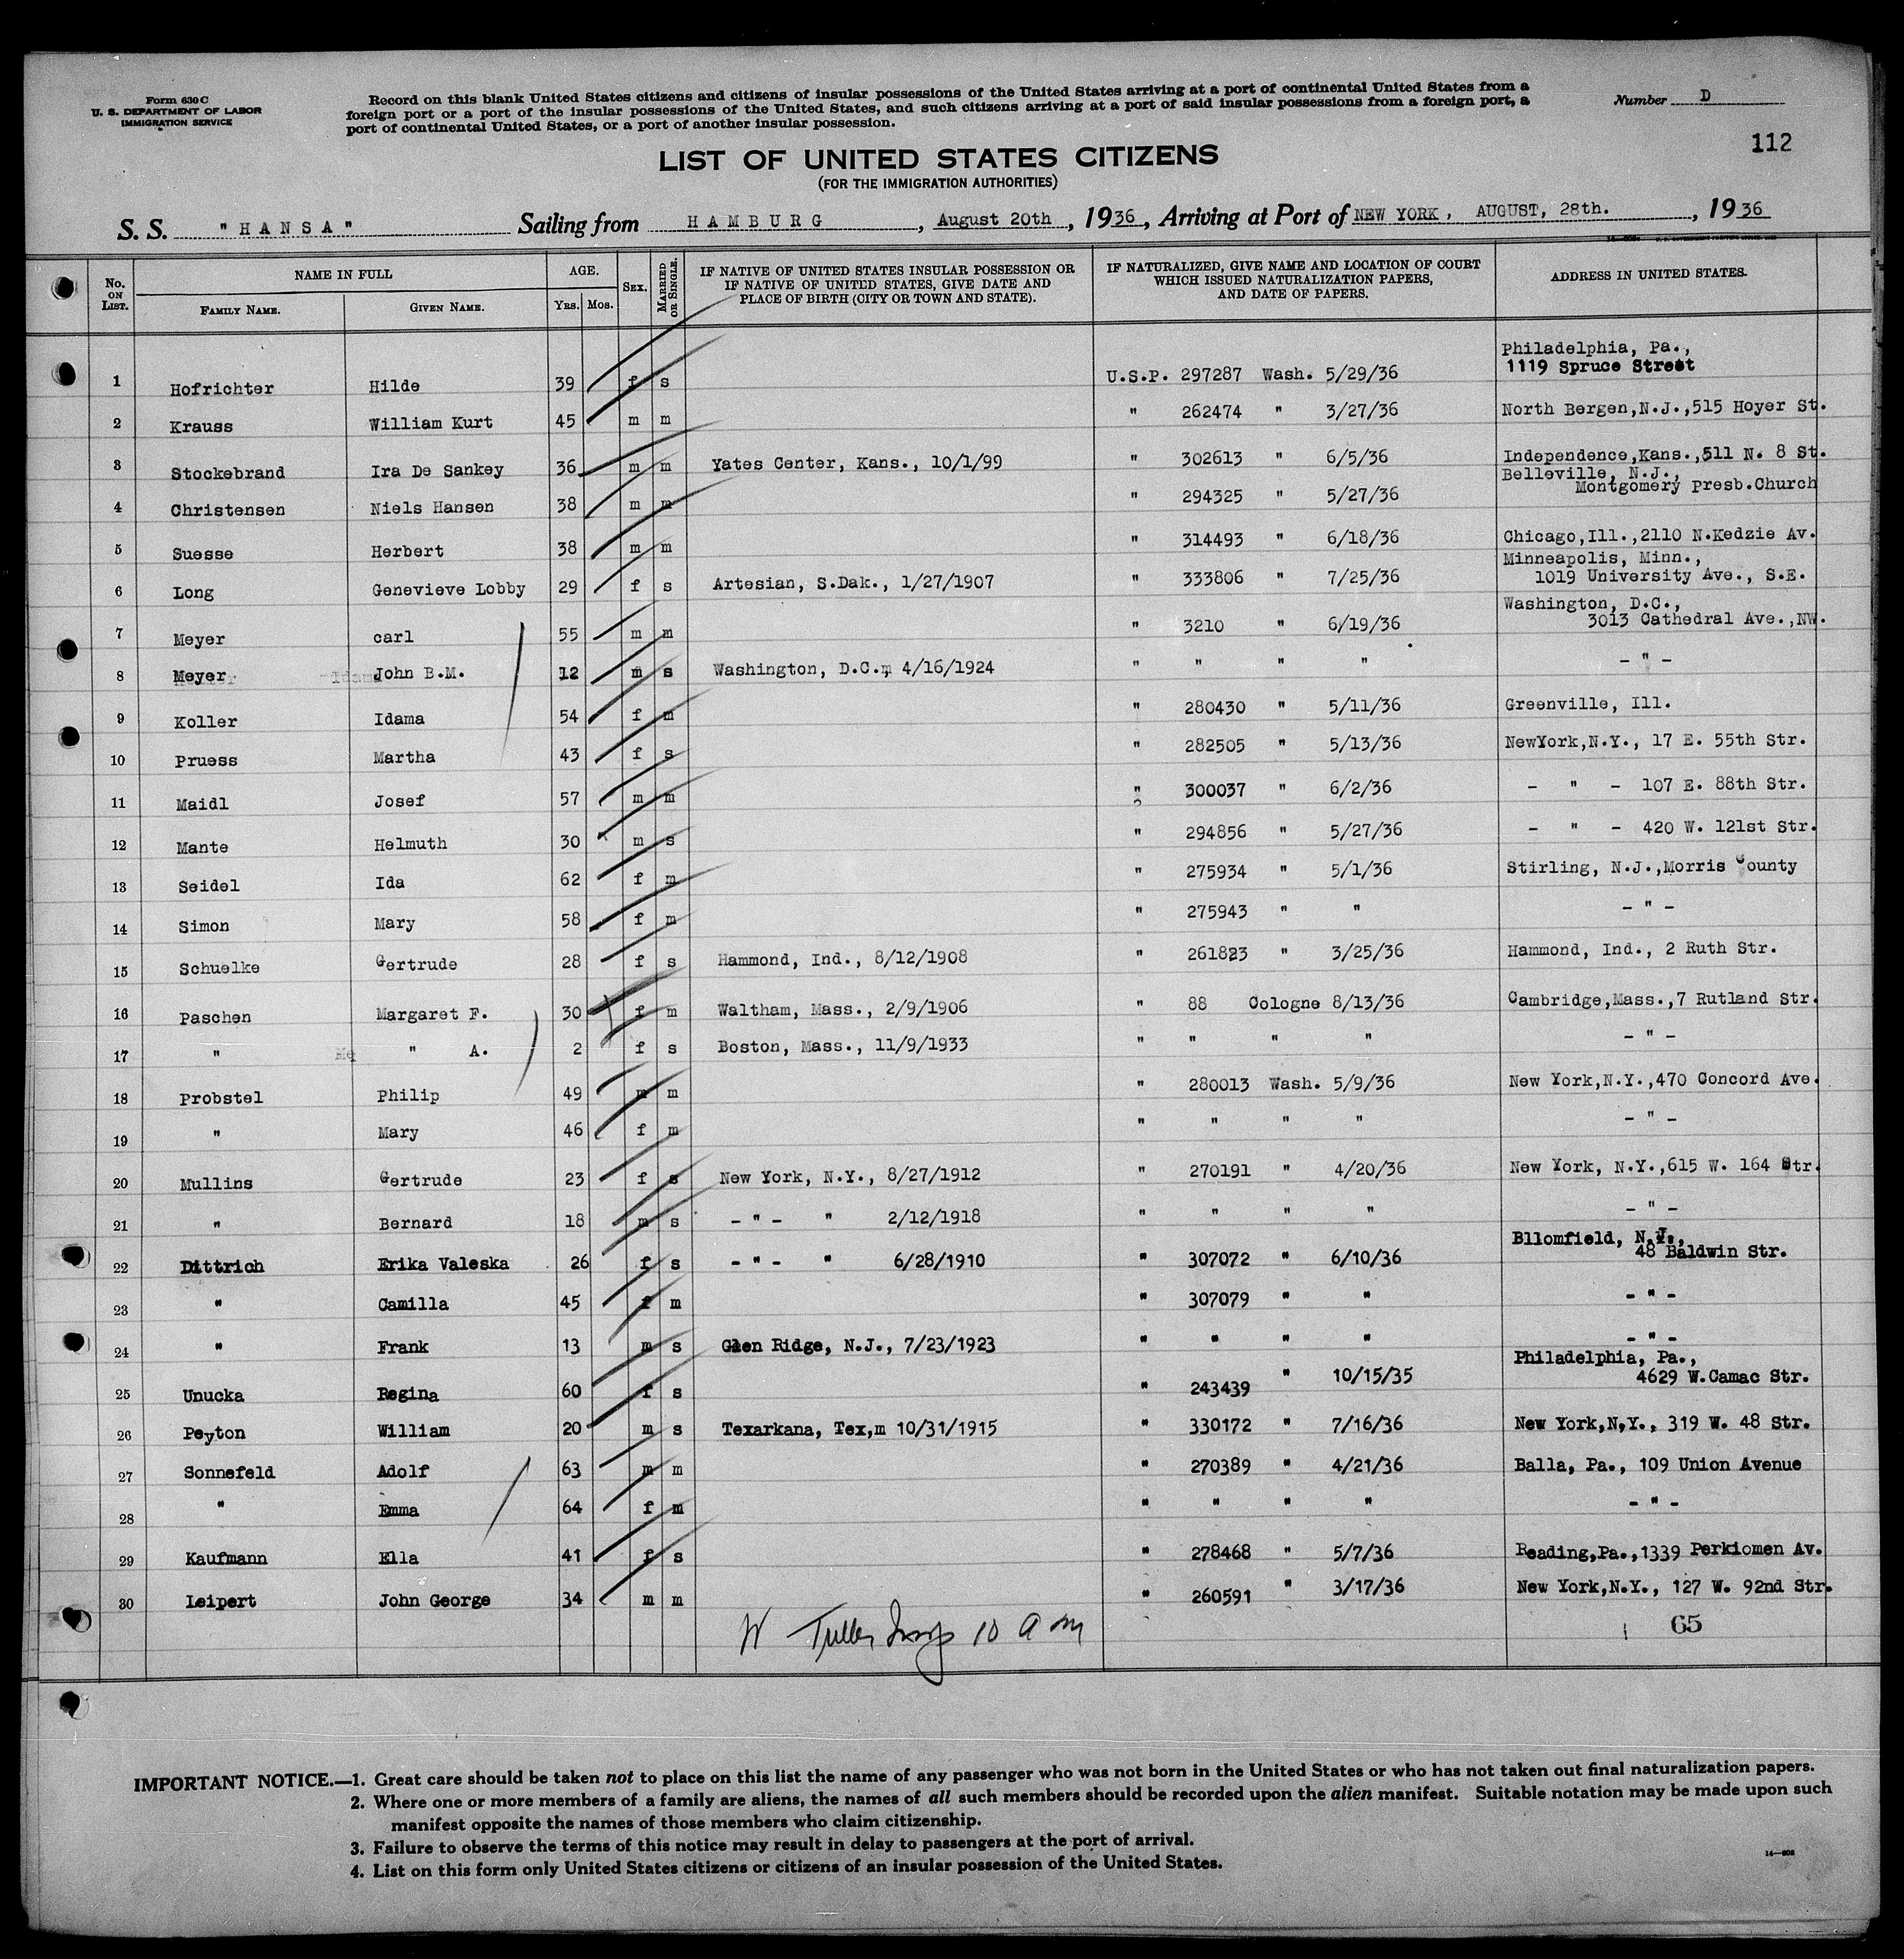 Form 630 C
U. S. DEPARTMENT OF LABOR
IMMIGRATION SERVICE
Record on this blank United States citizens and citizens of insular possessions of the United States arriving at a port of continental United States from a
foreign port or a port of the insular possessions of the United States, and such citizens arriving at a port of said insular possessions from a foreign port, a
port of continental United States, or a port of another insular possession.
Number D
112
LIST OF UNITED STATES CITIZENS
(FOR THE IMMIGRATION AUTHORITIES)
S. S. "HANSA" Sailing from HAMBURG, August 20th, 1936, Arriving at Port of NEW YORK, AUGUST, 28th., 1936
No. ON LIST. NAME IN FULL FAMILY NAME. GIVEN NAME. AGE. YRS. MOS. SEX. MARRIED OR SINGLE. IF NATIVE OF UNITED STATES INSULAR POSSESSION OR IF NATIVE OF UNITED STATES, GIVE DATE AND PLACE OF BIRTH (CITY OR TOWN AND STATE). IF NATURALIZED, GIVE NAME AND LOCATION OF COURT WHICH ISSUED NATURALIZATION PAPERS, AND DATE OF PAPERS. ADDRESS IN UNITED STATES.
1 Hofrichter Hilde 39 f s U.S.P. 297287 Wash. 5/29/36 Philadelphia, Pa., 1119 Spruce Street
2 Krauss William Kurt 45 m m " 262474 " 3/27/36 North Bergen,N.J.,515 Hoyer St.
3 Stockebrand Ira De Sankey 36 m m Yates Center, Kans., 10/1/99 " 302613 " 6/5/36 Independence,Kans.,511 N. 8 St.
4 Christensen Niels Hansen 38 m m " 294325 " 5/27/36 Belleville, N.J., Montgomery Presb.Church
5 Suesse Herbert 38 m m " 314493 " 6/18/36 Chicago,Ill.,2110 N.Kedzie Av.
6 Long Genevieve Lobby 29 f s Artesian, S.Dak., 1/27/1907 " 333806 " 7/25/36 Minneapolis, Minn., 1019 University Ave., S.E.
7 Meyer carl 55 m m " 3210 " 6/19/36 Washington, D.C., 3013 Cathedral Ave.,NW.
8 Meyer John B.M. 12 m s Washington, D.C.m 4/16/1924 " " " " - " -
9 Koller Idama 54 f m " 280430 " 5/11/36 Greenville, Ill.
10 Pruess Martha 43 f s " 282505 " 5/13/36 NewYork,N.Y., 17 E. 55th Str.
11 Maidl Josef 57 m m " 300037 " 6/2/36 - " - 107 E. 88th Str.
12 Mante Helmuth 30 m s " 294856 " 5/27/36 - " - 420 W. 121st Str.
13 Seidel Ida 62 f m " 275934 " 5/1/36 Stirling, N.J.,Morris County
14 Simon Mary 58 f m " 275943 " " - " -
15 Schuelke Gertrude 28 f s Hammond, Ind., 8/12/1908 " 261823 " 3/25/36 Hammond, Ind., 2 Ruth Str.
16 Paschen Margaret F. 30 f m Waltham, Mass., 2/9/1906 " 88 Cologne 8/13/36 Cambridge,Mass.,7 Rutland Str.
17 " " A. 2 f s Boston, Mass., 11/9/1933 " " " " - " -
18 Probstel Philip 49 m m " 280013 Wash. 5/9/36 New York,N.Y.,470 Concord Ave.
19 " Mary 46 f m " " " " - " -
20 Mullins Gertrude 23 f s New York, N.Y., 8/27/1912 " 270191 " 4/20/36 New York, N.Y.,615 W. 164 Str.
21 " Bernard 18 m s - " - " 2/12/1918 " " " " - " -
22 Dittrich Erika Valeska 26 f s - " - " 6/28/1910 " 307072 " 6/10/36 Bllomfield, N.J., 48 Baldwin Str.
23 " Camilla 45 f m " 307079 " " - " -
24 " Frank 13 m s Glen Ridge, N.J., 7/23/1923 " " " " - " -
25 Unucka Regina 60 f s " 243439 " 10/15/35 Philadelphia, Pa., 4629 W.Camac Str.
26 Peyton William 20 m s Texarkana, Tex,m 10/31/1915 " 330172 " 7/16/36 New York,N,Y., 319 W. 48 Str.
27 Sonnefeld Adolf 63 m m " 270389 " 4/21/36 Balla, Pa., 109 Union Avenue
28 " Emma 64 f m " " " " - " -
29 Kaufmann Ella 41 f s " 278468 " 5/7/36 Reading,Pa.,1339 Perkiomen Av.
30 Leipert John George 34 m m " 260591 " 3/17/36 New York,N.Y., 127 W. 92nd Str.
10 a m
65
IMPORTANT NOTICE.—1. Great care should be taken not to place on this list the name of any passenger who was not born in the United States or who has not taken out final naturalization papers.
2. Where one or more members of a family are aliens, the names of all such members should be recorded upon the alien manifest. Suitable notation may be made upon such
manifest opposite the names of those members who claim citizenship.
3. Failure to observe the terms of this notice may result in delay to passengers at the port of arrival.
4. List on this form only United States citizens or citizens of an insular possession of the United States.
14—608